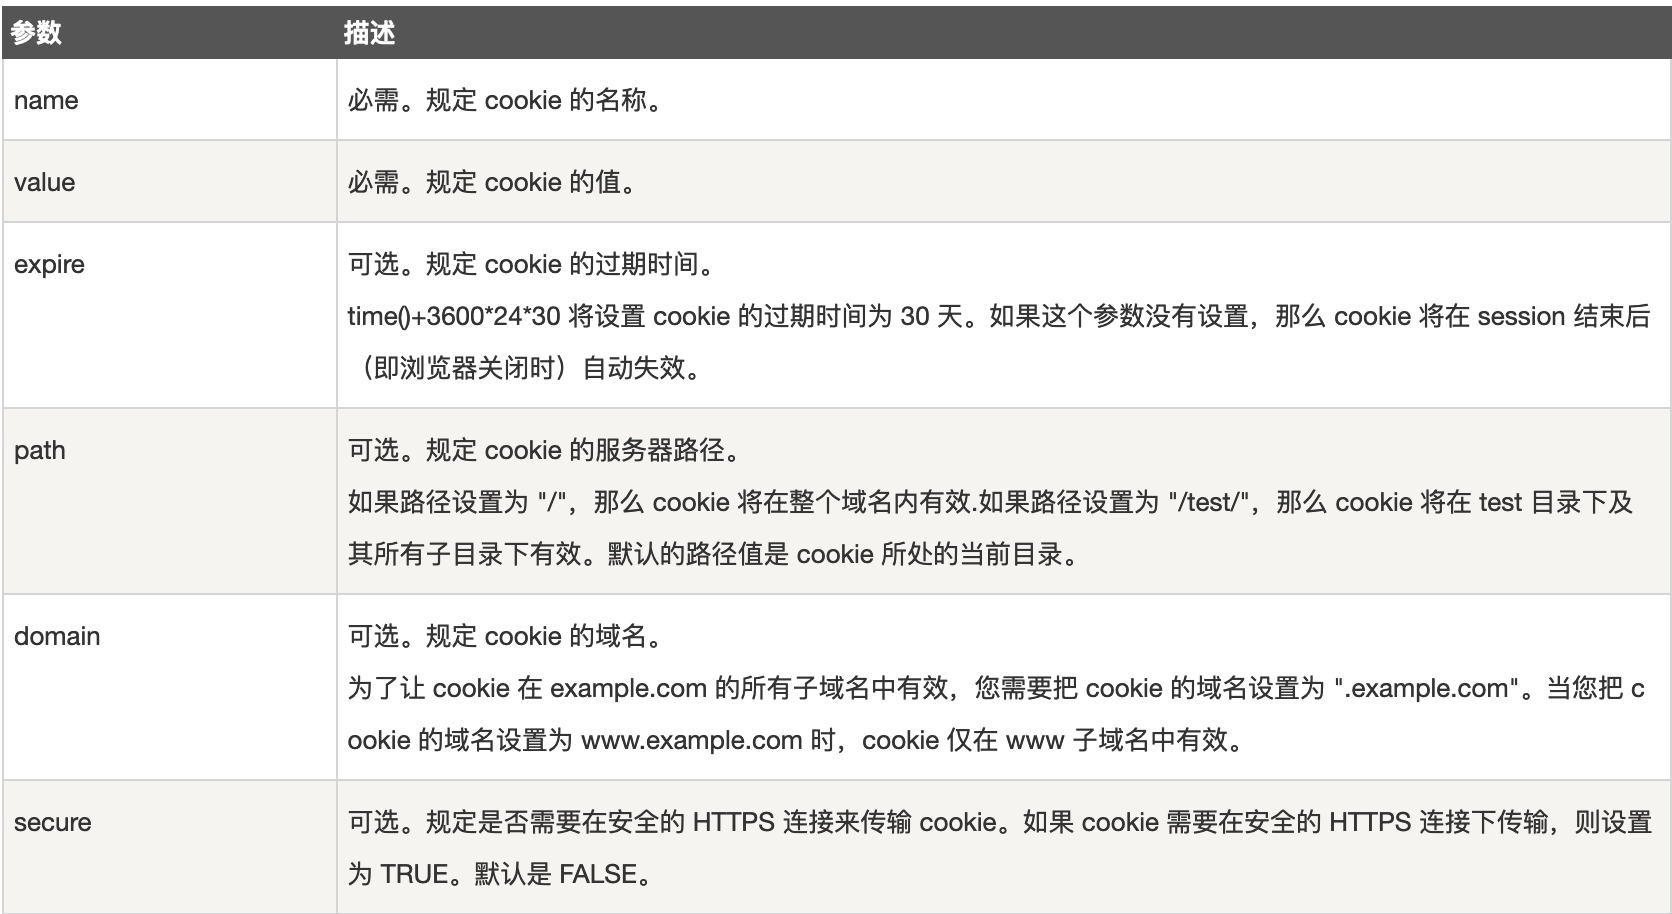 参数 描述
name 必需。规定 cookie 的名称。
value 必需。规定 cookie 的值。
expire 可选。规定 cookie 的过期时间。
time()+3600*24*30 将设置 cookie 的过期时间为 30 天。如果这个参数没有设置，那么 cookie 将在 session 结束后
（即浏览器关闭时）自动失效。
path 可选。规定 cookie 的服务器路径。
如果路径设置为 "/"，那么 cookie 将在整个域名内有效.如果路径设置为 "/test/"，那么 cookie 将在 test 目录下及
其所有子目录下有效。默认的路径值是 cookie 所处的当前目录。
domain 可选。规定 cookie 的域名。
为了让 cookie 在 example.com 的所有子域名中有效，您需要把 cookie 的域名设置为 ".example.com"。当您把 c
ookie 的域名设置为 www.example.com 时，cookie 仅在 www 子域名中有效。
secure 可选。规定是否需要在安全的 HTTPS 连接来传输 cookie。如果 cookie 需要在安全的 HTTPS 连接下传输，则设置
为 TRUE。默认是 FALSE。